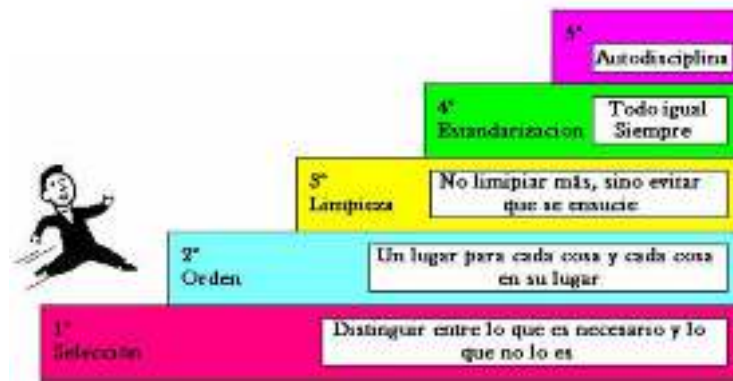 5ª
Autodisciplina
4ª
Estandarizacion
Todo igual
Siempre
3ª
Limpieza
No limipiar más, sino evitar
que se ensucie
2ª
Orden
Un lugar para cada cosa y cada cosa
en su lugar
1ª
Selección
Distinguir entre lo que es necesario y lo
que no lo es